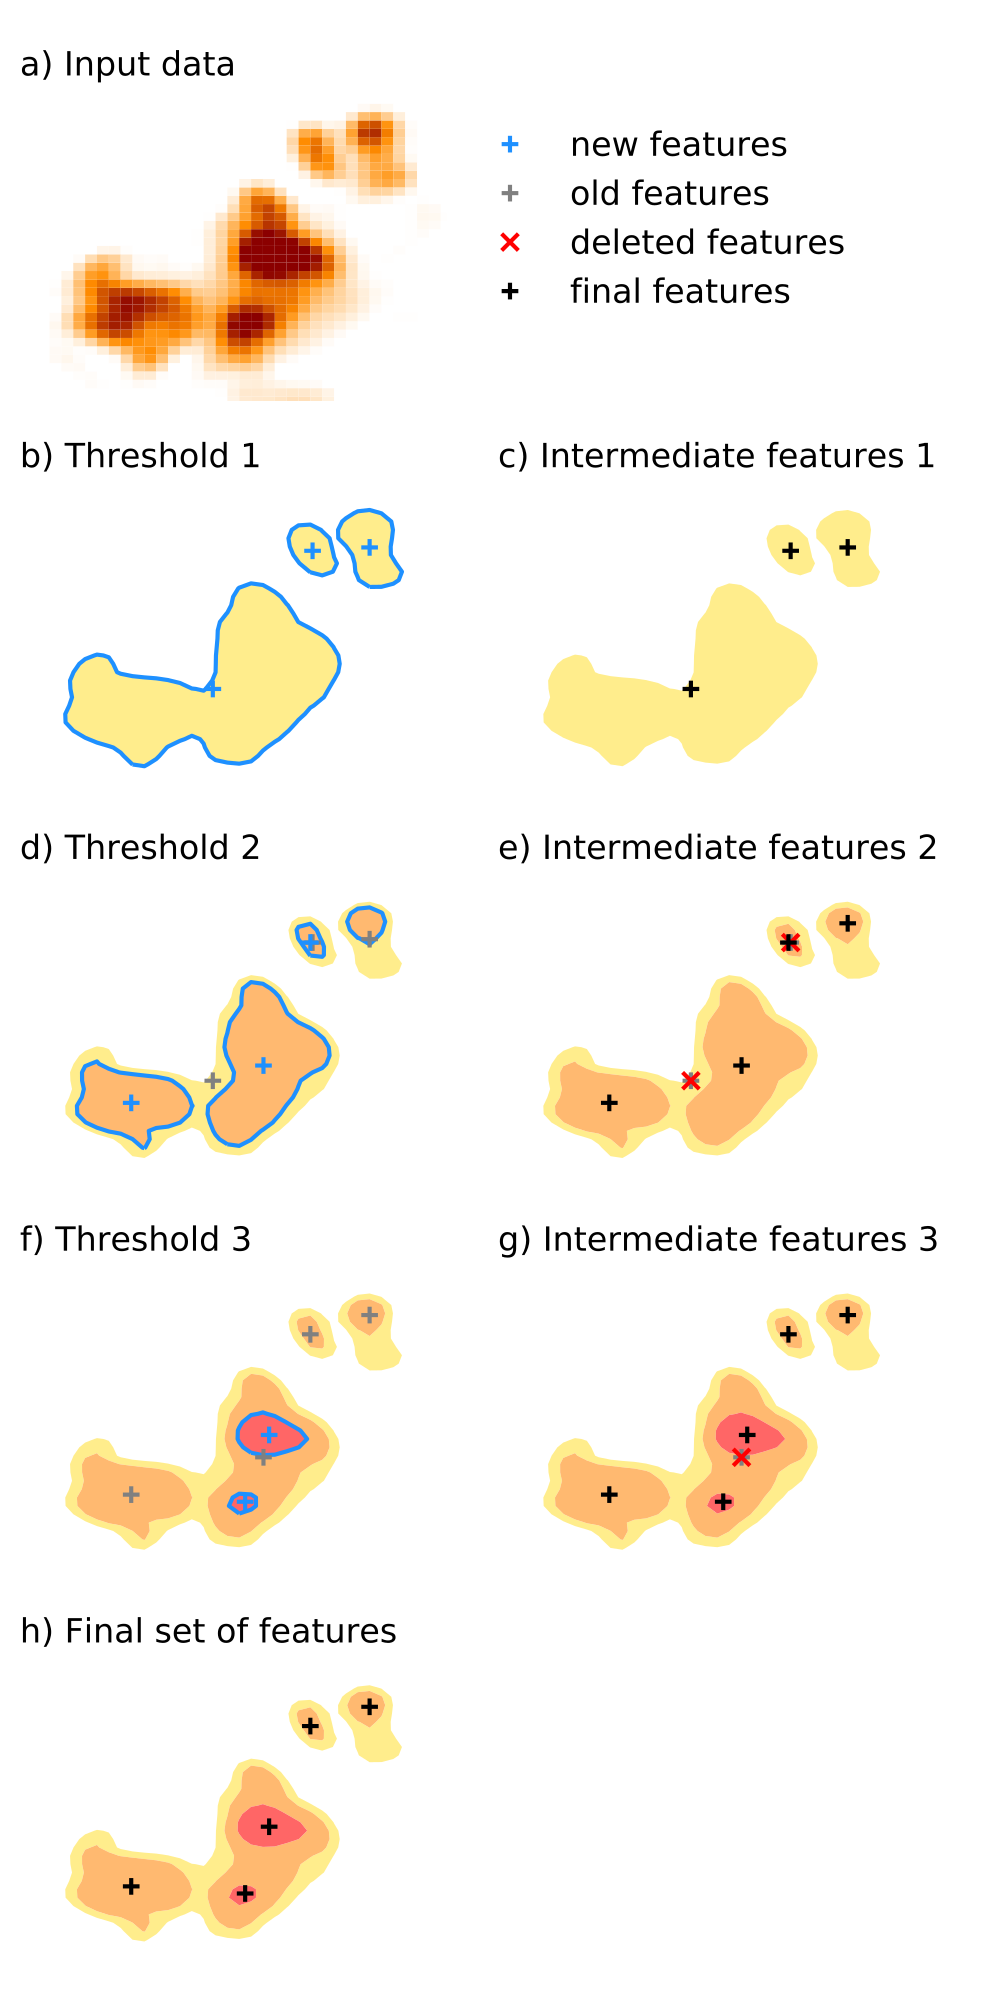 a) Input data
new features
old features
deleted features
final features
b) Threshold 1
c) Intermediate features 1
d) Threshold 2
e) Intermediate features 2
f) Threshold 3
g) Intermediate features 3
h) Final set of features